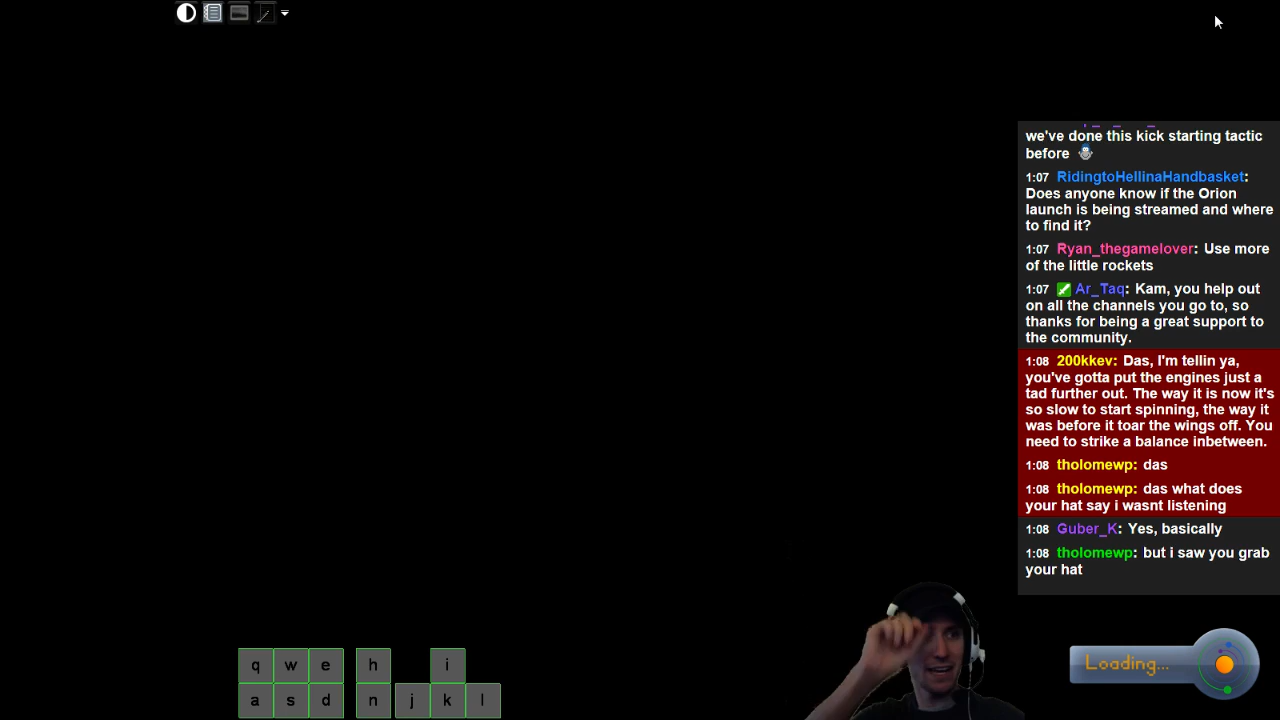 we've done this kick starting tactic
before
1:07 RidingtoHellinaHandbasket:
Does anyone know if the Orion
launch is being streamed and where
to find it?
1:07 Ryan_thegamelover: Use more
of the little rockets
1:07 Ar_Taq: Kam, you help out
on all the channels you go to, so
thanks for being a great support to
the community.
1:08 200kkev: Das, I'm tellin ya,
you've gotta put the engines just a
tad further out. The way it is now it's
so slow to start spinning, the way it
was before it toar the wings off. You
need to strike a balance inbetween.
1:08 tholomewp: das
1:08 tholomewp: das what does
your hat say i wasnt listening
1:08 Guber_K: Yes, basically
1:08 tholomewp: but i saw you grab
your hat
Loading...
q w e h i
a s d n j k l